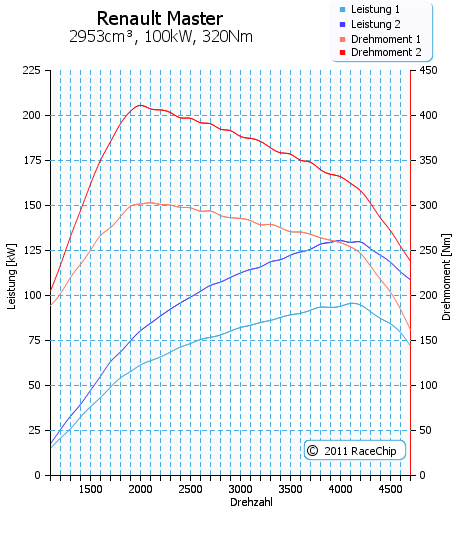 Renault Master
2953cm³, 100kW, 320Nm
Leistung 1
Leistung 2
Drehmoment 1
Drehmoment 2
225
200
175
150
125
100
75
50
25
0
Leistung [kW]
450
400
350
300
250
200
150
100
50
0
Drehmoment [Nm]
© 2011 RaceChip
1500 2000 2500 3000 3500 4000 4500
Drehzahl